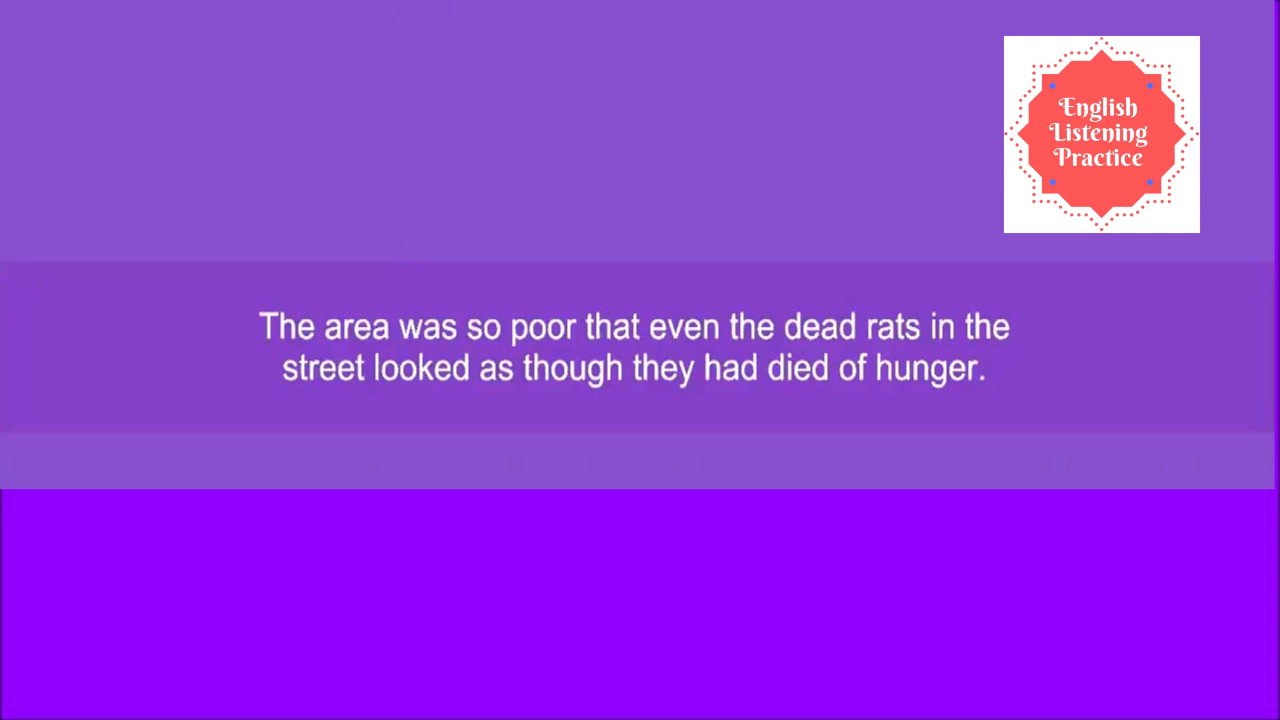 English
Listening
Practice
The area was so poor that even the dead rats in the
street looked as though they had died of hunger.